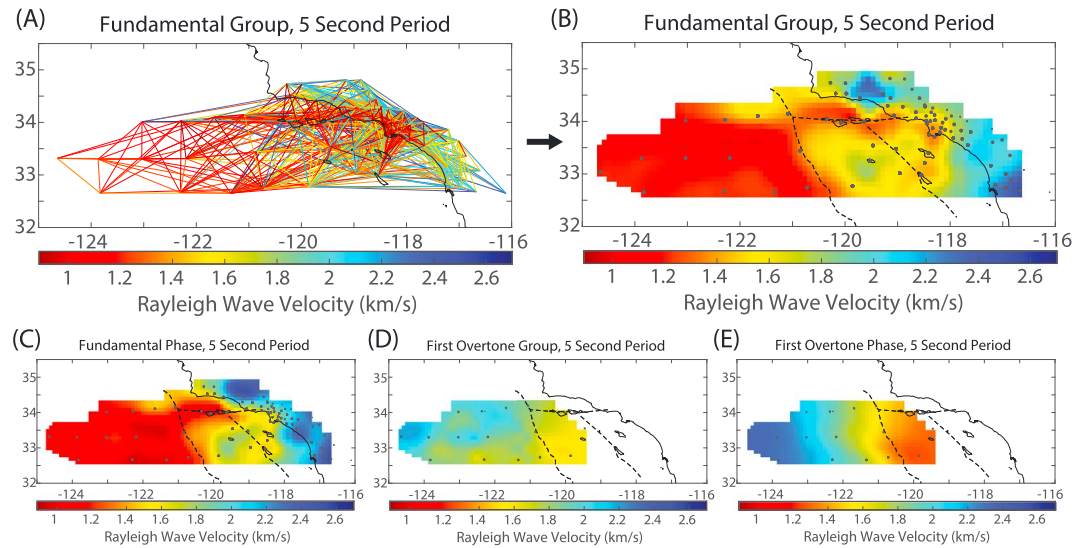 (A)
Fundamental Group, 5 Second Period
35
34
33
32
-124 -122 -120 -118 -116
1 1.2 1.4 1.6 1.8 2 2.2 2.4 2.6
Rayleigh Wave Velocity (km/s)
(B)
Fundamental Group, 5 Second Period
35
34
33
32
-124 -122 -120 -118 -116
1 1.2 1.4 1.6 1.8 2 2.2 2.4 2.6
Rayleigh Wave Velocity (km/s)
(C)
Fundamental Phase, 5 Second Period
35
34
33
32
-124 -122 -120 -118 -116
1 1.2 1.4 1.6 1.8 2 2.2 2.4 2.6
Rayleigh Wave Velocity (km/s)
(D)
First Overtone Group, 5 Second Period
35
34
33
32
-124 -122 -120 -118 -116
1 1.2 1.4 1.6 1.8 2 2.2 2.4 2.6
Rayleigh Wave Velocity (km/s)
(E)
First Overtone Phase, 5 Second Period
35
34
33
32
-124 -122 -120 -118 -116
1 1.2 1.4 1.6 1.8 2 2.2 2.4 2.6
Rayleigh Wave Velocity (km/s)